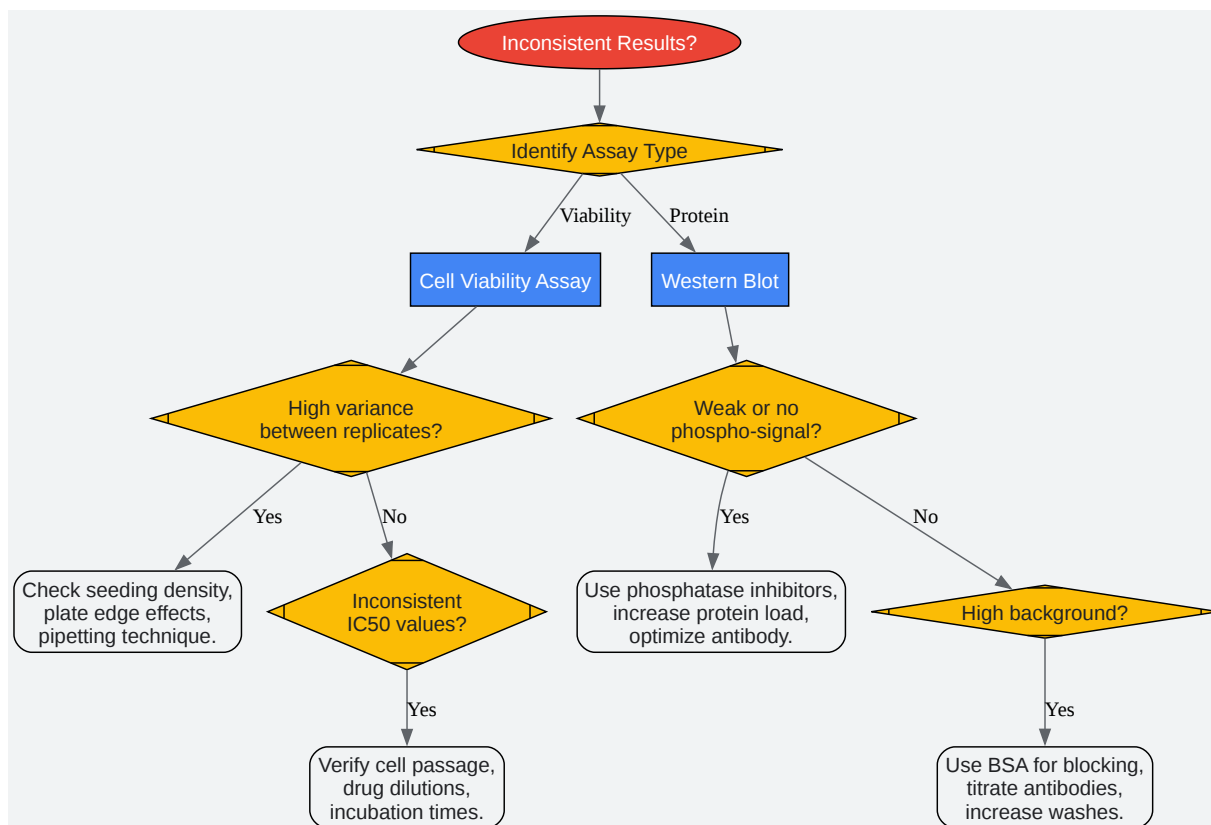 Inconsistent Results?
Identify Assay Type
Viability
Protein
Cell Viability Assay
Western Blot
High variance
between replicates?
Weak or no
phospho-signal?
Yes
No
Yes
No
Check seeding density,
plate edge effects,
pipetting technique.
Inconsistent
IC50 values?
Use phosphatase inhibitors,
increase protein load,
optimize antibody.
High background?
Yes
Yes
Verify cell passage,
drug dilutions,
incubation times.
Use BSA for blocking,
titrate antibodies,
increase washes.